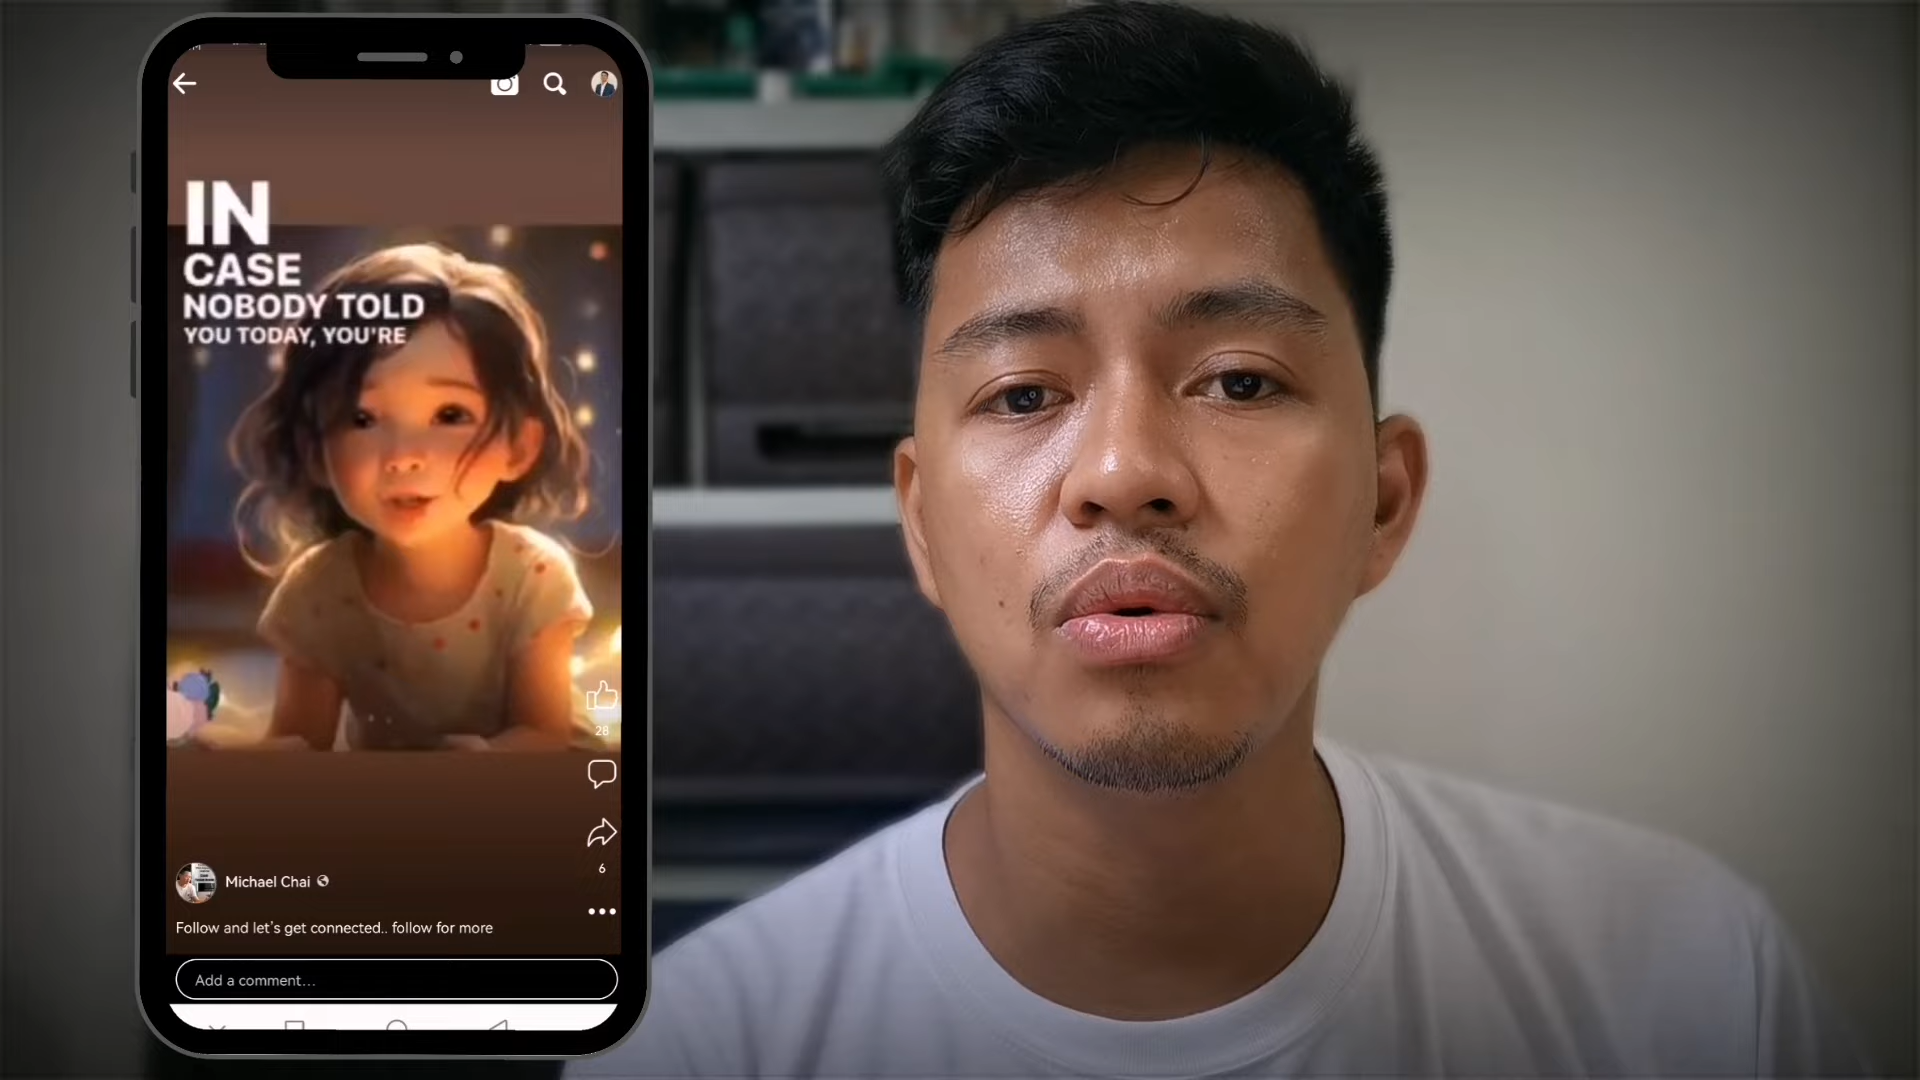 IN
CASE
NOBODY TOLD
YOU TODAY, YOU'RE
28
6
Michael Chai
Follow and let's get connected.. follow for more
Add a comment...